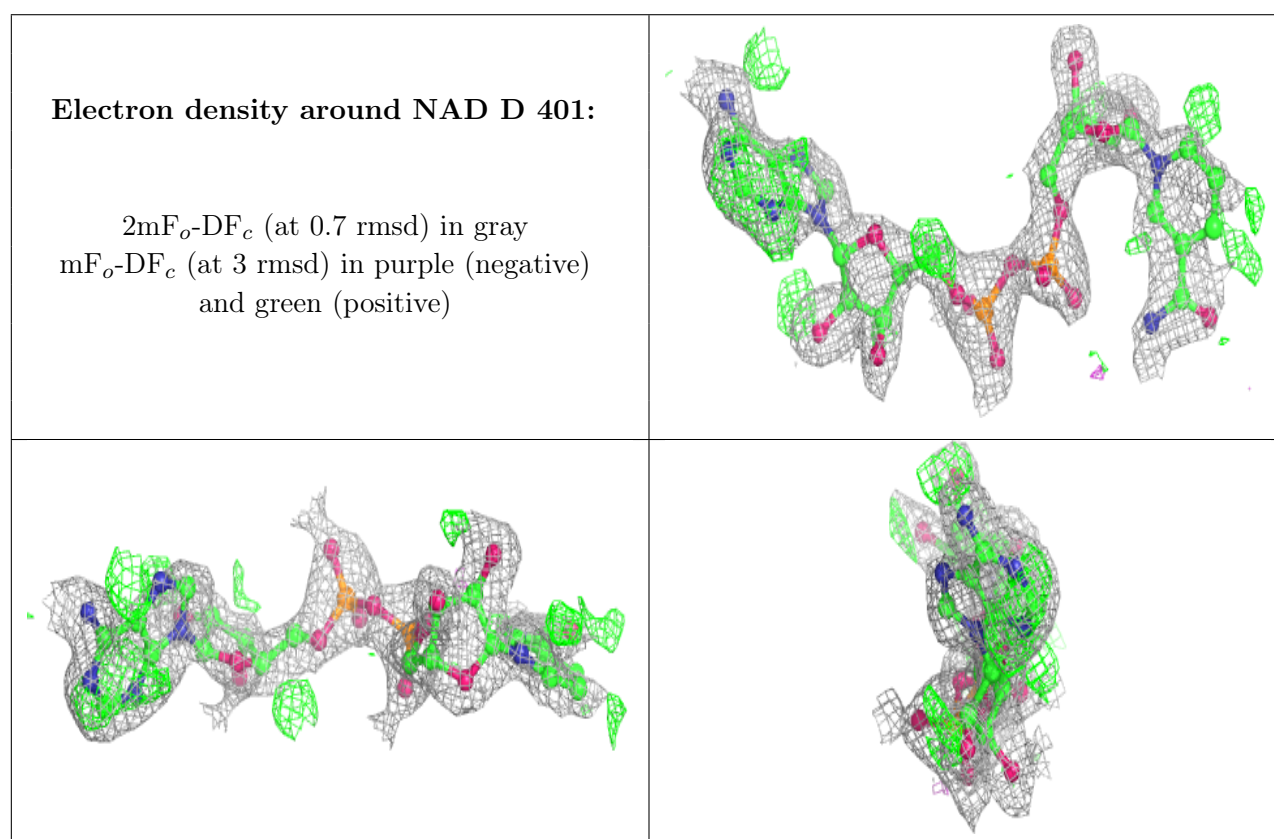 Electron density around NAD D 401:
2mFo-DFc (at 0.7 rmsd) in gray
mFo-DFc (at 3 rmsd) in purple (negative)
and green (positive)